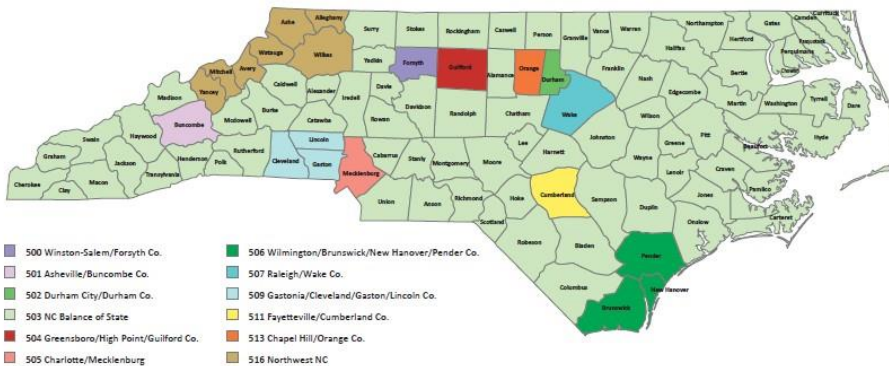 Ashe
Alleghany
Surry
Stokes
Rockingham
Caswell
Person
Granville
Vance
Warren
Northampton
Gates
Camden
Currituck
Hertford
Pasquotank
Perquimans
Halifax
Watauga
Wilkes
Yadkin
Forsyth
Guilford
Alamance
Orange
Durham
Franklin
Nash
Bertle
Mitchell
Avery
Yancey
Caldwell
Alexander
Iredell
Davie
Davidson
Randolph
Chatham
Wake
Edgecombe
Martin
Washington
Tyrrell
Dare
Madison
Mcdowell
Burke
Catawba
Rowan
Wilson
Buncombe
Haywood
Swain
Graham
Jackson
Henderson
Polk
Rutherford
Cleveland
Lincoln
Gaston
Mecklenburg
Cabarrus
Stanly
Montgomery
Moore
Lee
Harnett
Johnston
Wayne
Greene
Pitt
Beaufort
Hyde
Cherokee
Clay
Macon
Transylvania
Union
Anson
Richmond
Scotland
Hoke
Cumberland
Sampson
Duplin
Lenoir
Craven
Jones
Pamlico
Onslow
Carteret
Robeson
Bladen
Columbus
Pender
New Hanover
Brunswick
500 Winston-Salem/Forsyth Co.
501 Asheville/Buncombe Co.
502 Durham City/Durham Co.
503 NC Balance of State
504 Greensboro/High Point/Guilford Co.
505 Charlotte/Mecklenburg
506 Wilmington/Brunswick/New Hanover/Pender Co.
507 Raleigh/Wake Co.
509 Gastonia/Cleveland/Gaston/Lincoln Co.
511 Fayetteville/Cumberland Co.
513 Chapel Hill/Orange Co.
516 Northwest NC